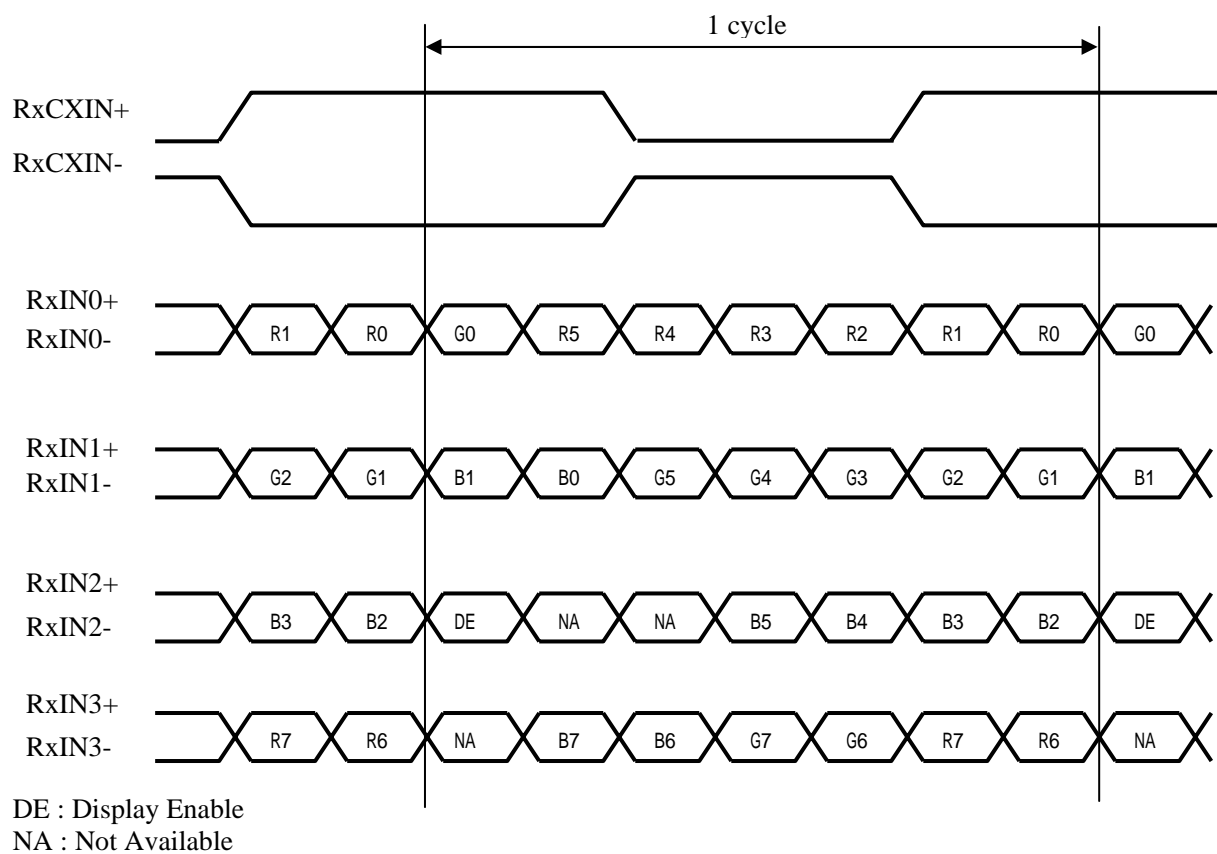 1 cycle
RxCXIN+
RxCXIN-
RxIN0+
RxIN0-
R1 R0 G0 R5 R4 R3 R2 R1 R0 G0
RxIN1+
RxIN1-
G2 G1 B1 B0 G5 G4 G3 G2 G1 B1
RxIN2+
RxIN2-
B3 B2 DE NA NA B5 B4 B3 B2 DE
RxIN3+
RxIN3-
R7 R6 NA B7 B6 G7 G6 R7 R6 NA
DE : Display Enable
NA : Not Available